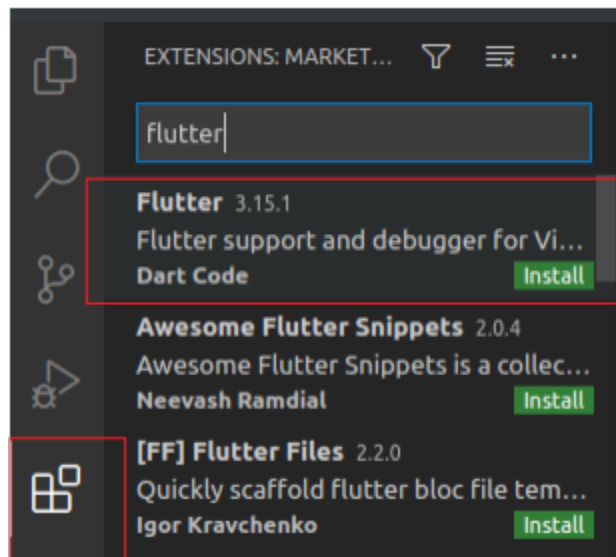 EXTENSIONS: MARKET...
flutter
Flutter 3.15.1
Flutter support and debugger for Vi...
Dart Code Install
Awesome Flutter Snippets 2.0.4
Awesome Flutter Snippets is a collec...
Neevash Ramdial Install
[FF] Flutter Files 2.2.0
Quickly scaffold flutter bloc file tem...
Igor Kravchenko Install